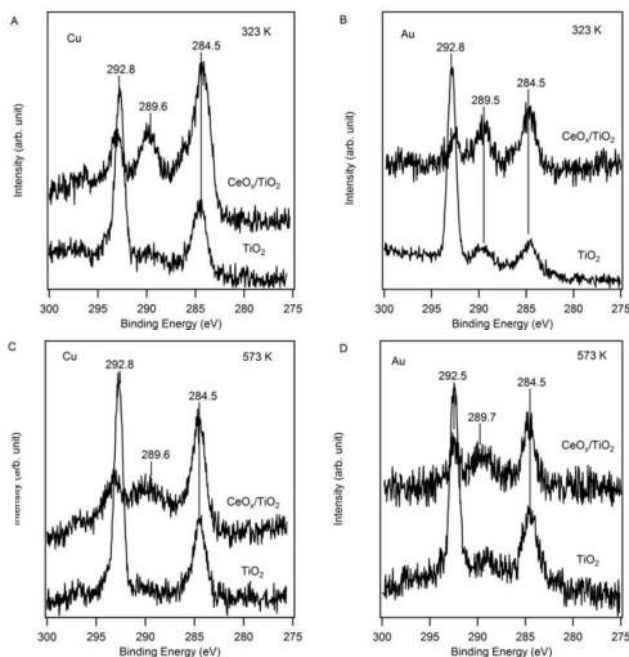 A
Cu
323 K
292.8
289.6
284.5
CeOx/TiO2
TiO2
Intensity (arb. unit)
300 295 290 285 280 275
Binding Energy (eV)
B
Au
323 K
292.8
289.5
284.5
CeOx/TiO2
TiO2
Intensity (arb. unit)
300 295 290 285 280 275
Binding Energy (eV)
C
Cu
573 K
292.8
289.6
284.5
CeOx/TiO2
TiO2
Intensity (arb. unit)
300 295 290 285 280 275
Binding Energy (eV)
D
Au
573 K
292.5
289.7
284.5
CeOx/TiO2
TiO2
Intensity (arb. unit)
300 295 290 285 280 275
Binding Energy (eV)